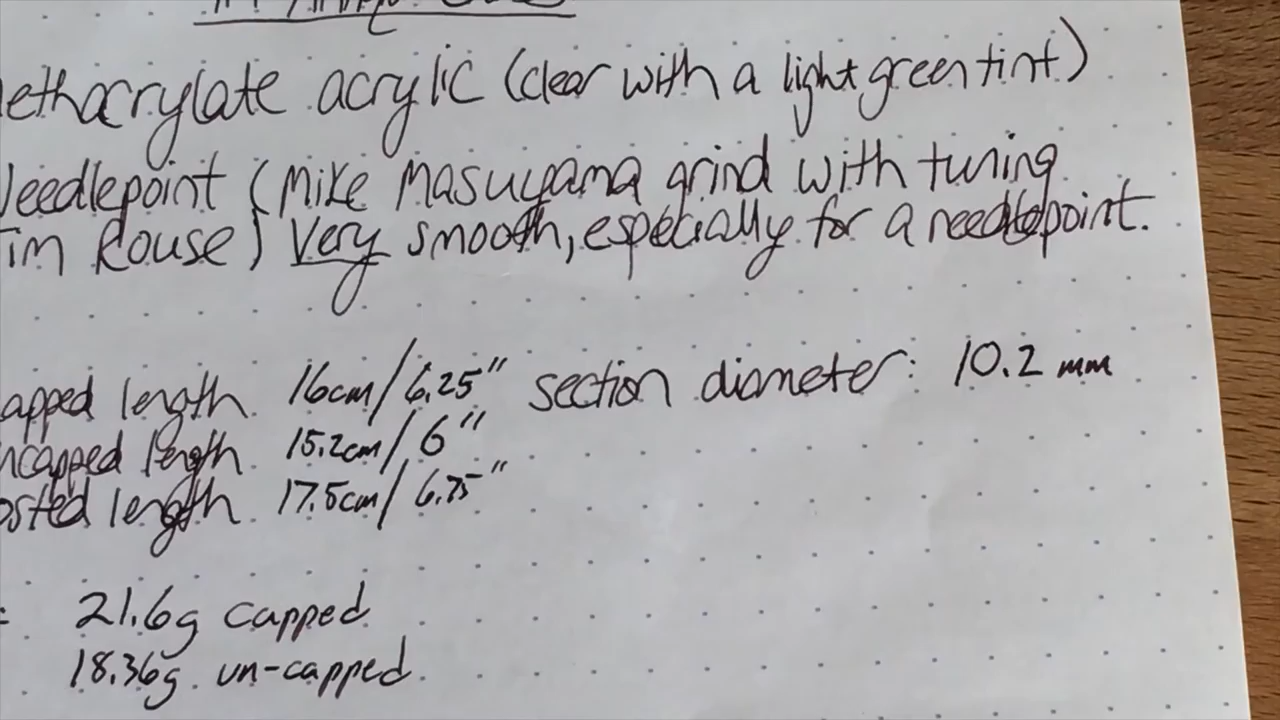 ethacrylate acrylic (clear with a light green tint)
Needlepoint (Mike Masuyama grind with tuning
Tim Rouse) Very smooth, especially for a needlepoint.
apped length 16cm/6.25" section diameter: 10.2 mm
ncapped length 15.2cm/6"
osted length 17.5cm/6.75"
21.6g capped
18.36g un-capped